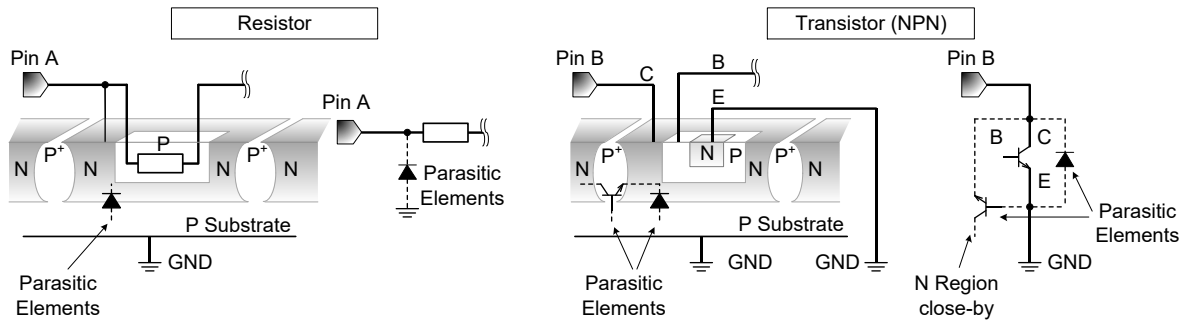 Resistor
Pin A
N
P+
N
P
N
P+
N
P Substrate
GND
Parasitic
Elements
Pin A
Parasitic
Elements
Transistor (NPN)
Pin B
C
B
E
N
P+
N
N
P
N
P+
N
P Substrate
GND
GND
Parasitic
Elements
Pin B
B
C
E
Parasitic
Elements
GND
N Region
close-by